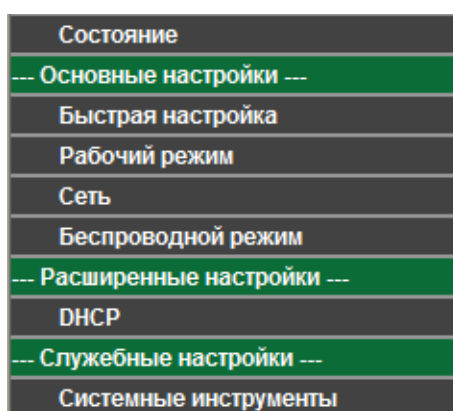 Состояние
--- Основные настройки ---
Быстрая настройка
Рабочий режим
Сеть
Беспроводной режим
--- Расширенные настройки ---
DHCP
--- Служебные настройки ---
Системные инструменты